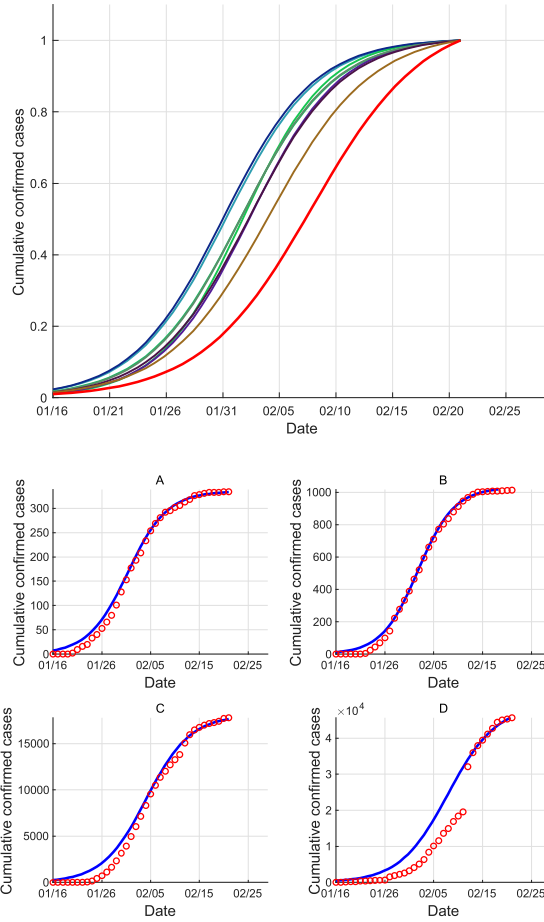 Cumulative confirmed cases
1
0.8
0.6
0.4
0.2
0
01/16 01/21 01/26 01/31 02/05 02/10 02/15 02/20 02/25
Date
A
Cumulative confirmed cases
300
250
200
150
100
50
0
01/16 01/26 02/05 02/15 02/25
Date
B
Cumulative confirmed cases
1000
800
600
400
200
0
01/16 01/26 02/05 02/15 02/25
Date
C
Cumulative confirmed cases
15000
10000
5000
0
01/16 01/26 02/05 02/15 02/25
Date
D
×10^4
Cumulative confirmed cases
4
3
2
1
0
01/16 01/26 02/05 02/15 02/25
Date